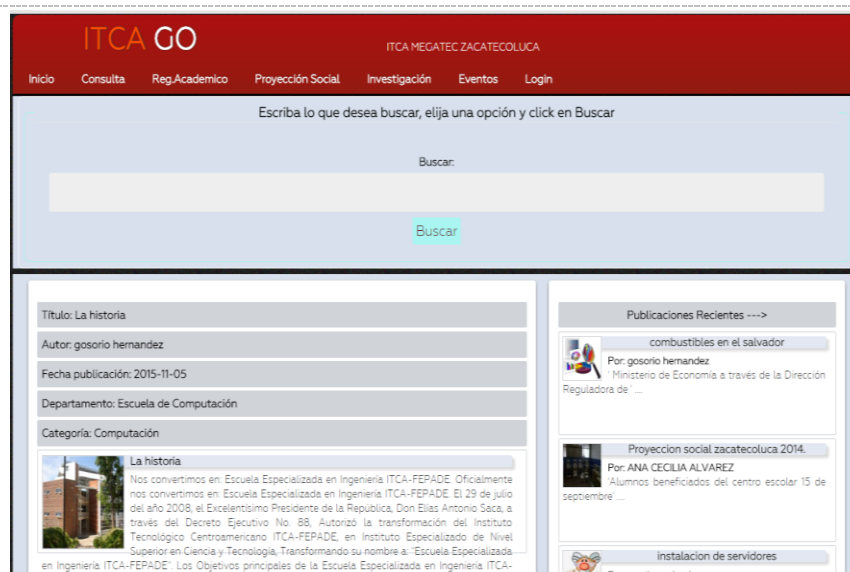 ITCA GO
ITCA MEGATEC ZACATECOLUCA
Inicio Consulta Reg.Academico Proyección Social Investigación Eventos Login
Escriba lo que desea buscar, elija una opción y click en Buscar
Buscar:
Buscar
Título: La historia
Autor: gosorio hernandez
Fecha publicación: 2015-11-05
Departamento: Escuela de Computación
Categoría: Computación
La historia
Nos convertimos en: Escuela Especializada en Ingeniería ITCA-FEPADE. Oficialmente
nos convertimos en: Escuela Especializada en Ingeniería ITCA-FEPADE. El 29 de julio
del año 2008, el Excelentísimo Presidente de la República, Don Elías Antonio Saca, a
través del Decreto Ejecutivo No. 88, Autorizó la transformación del Instituto
Tecnológico Centroamericano ITCA-FEPADE, en Instituto Especializado de Nivel
Superior en Ciencia y Tecnología, Transformando su nombre a: "Escuela Especializada
en Ingeniería ITCA-FEPADE". Los Objetivos principales de la Escuela Especializada en Ingeniería ITCA-
Publicaciones Recientes --->
combustibles en el salvador
Por: gosorio hernandez
' Ministerio de Economía a través de la Dirección
Reguladora de ' ....
Proyeccion social zacatecoluca 2014.
Por: ANA CECILIA ALVAREZ
'Alumnos beneficiados del centro escolar 15 de
septiembre' ....
instalacion de servidores